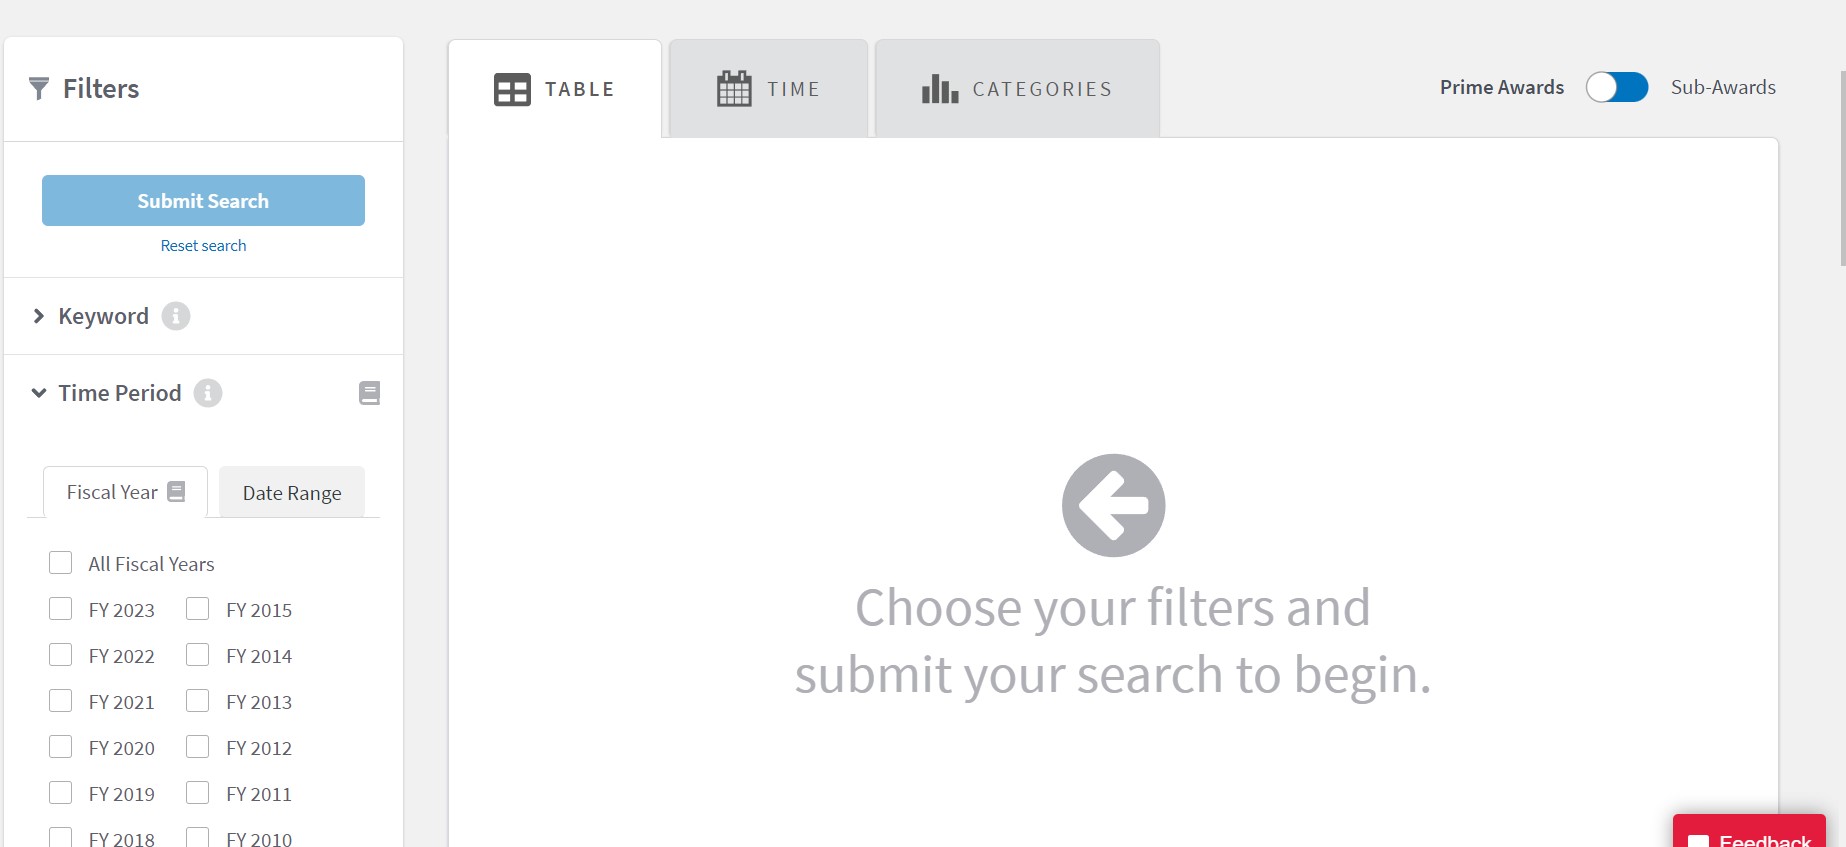 Filters
Submit Search
Reset search
Keyword
Time Period
Fiscal Year
Date Range
All Fiscal Years
FY 2023 FY 2015
FY 2022 FY 2014
FY 2021 FY 2013
FY 2020 FY 2012
FY 2019 FY 2011
FY 2018 FY 2010
TABLE
TIME
CATEGORIES
Prime Awards
Sub-Awards
Choose your filters and
submit your search to begin.
Feedback